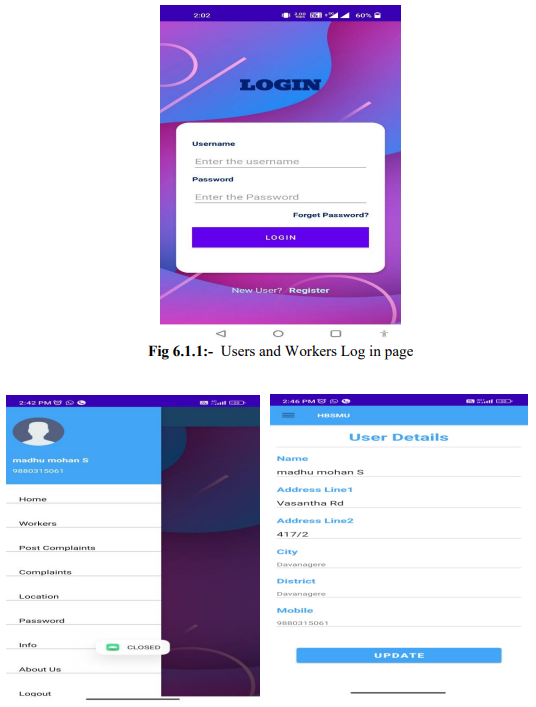 2:02 60%
LOGIN
Username
Enter the username
Password
Enter the Password
Forget Password?
LOGIN
New User? Register
Fig 6.1.1:- Users and Workers Log in page
2:42 PM
madhu mohan S
9880315061
Home
Workers
Post Complaints
Complaints
Location
Password
Info
CLOSED
About Us
Logout
2:46 PM
HBSMU
User Details
Name
madhu mohan S
Address Line1
Vasantha Rd
Address Line2
417/2
City
Davanagere
District
Davanagere
Mobile
9880315061
UPDATE